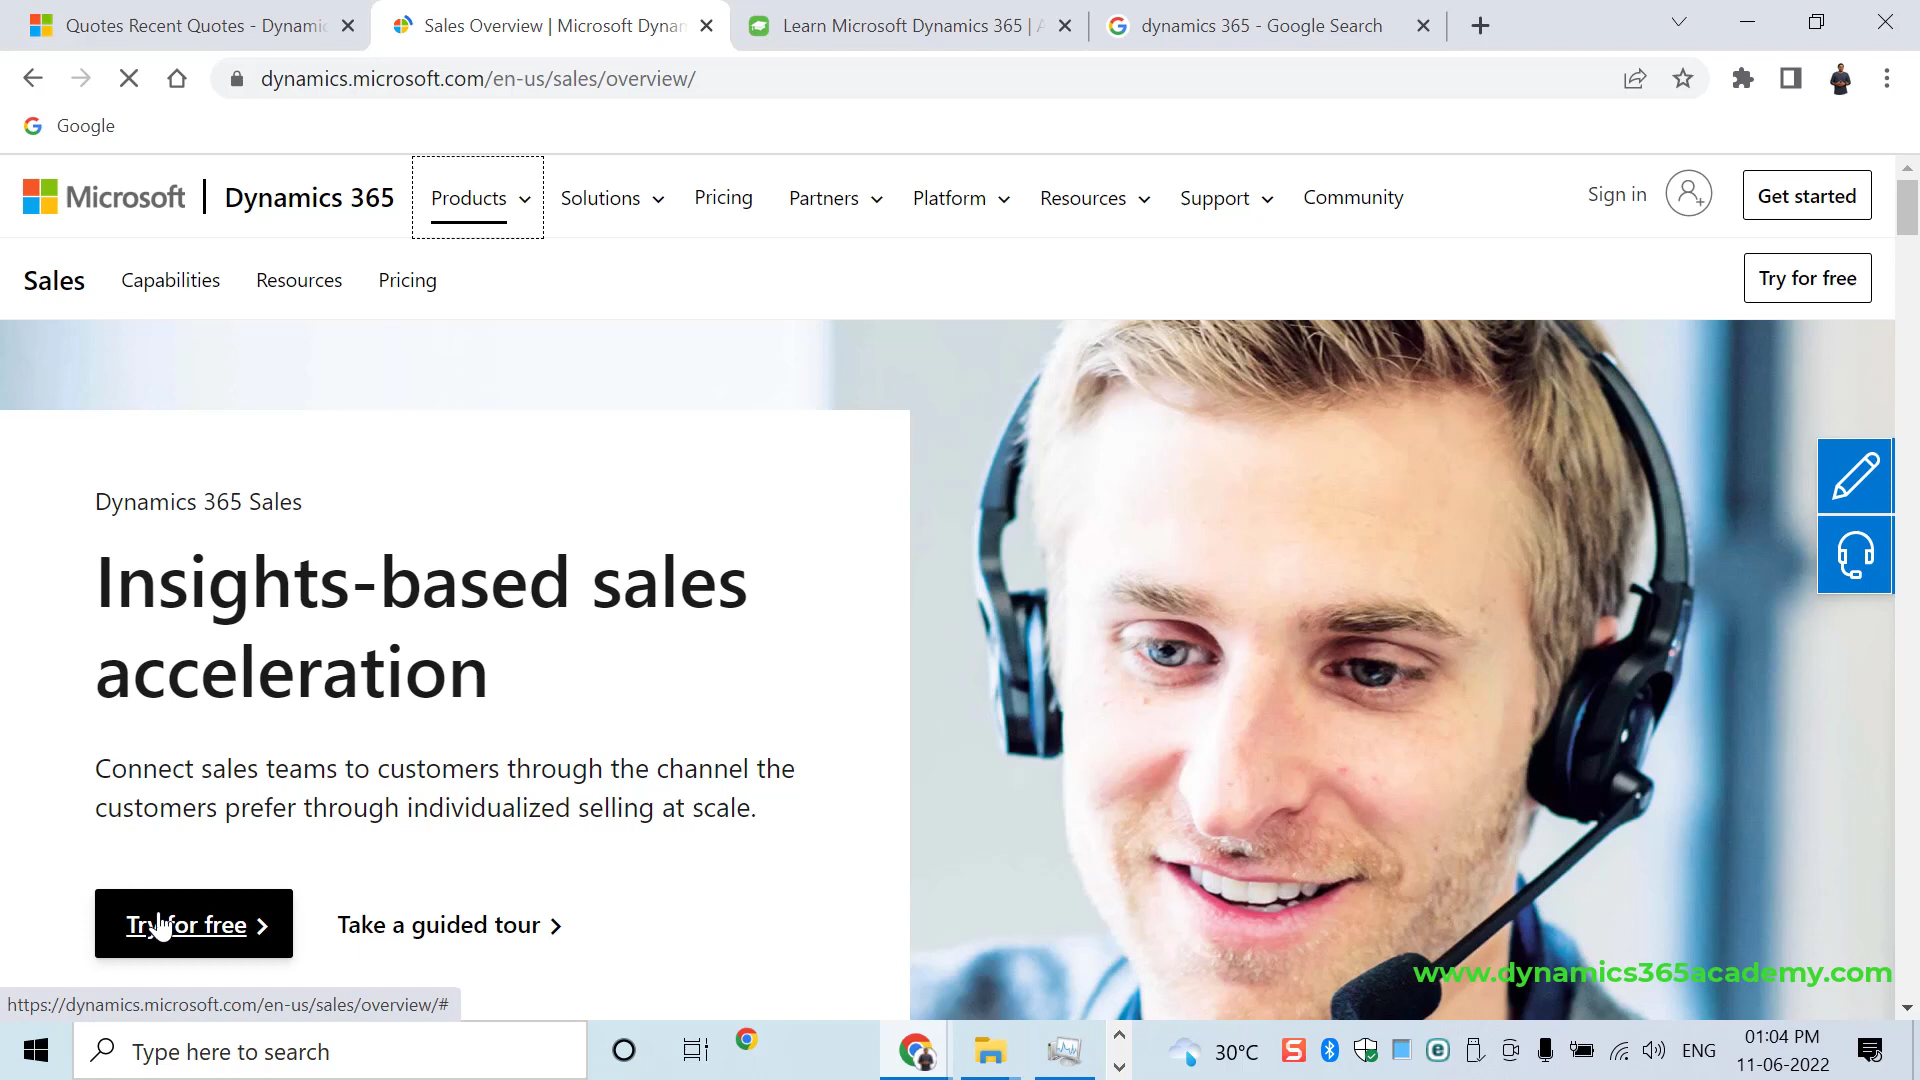 Quotes Recent Quotes - Dynamic
Sales Overview | Microsoft Dynan
Learn Microsoft Dynamics 365 | A
dynamics 365 - Google Search
dynamics.microsoft.com/en-us/sales/overview/
Google
Microsoft
Dynamics 365
Products
Solutions
Pricing
Partners
Platform
Resources
Support
Community
Sign in
Get started
Sales
Capabilities
Resources
Pricing
Try for free
Dynamics 365 Sales
Insights-based sales
acceleration
Connect sales teams to customers through the channel the
customers prefer through individualized selling at scale.
Try for free
Take a guided tour
www.dynamics365academy.com
https://dynamics.microsoft.com/en-us/sales/overview/#
Type here to search
30°C
ENG
01:04 PM
11-06-2022